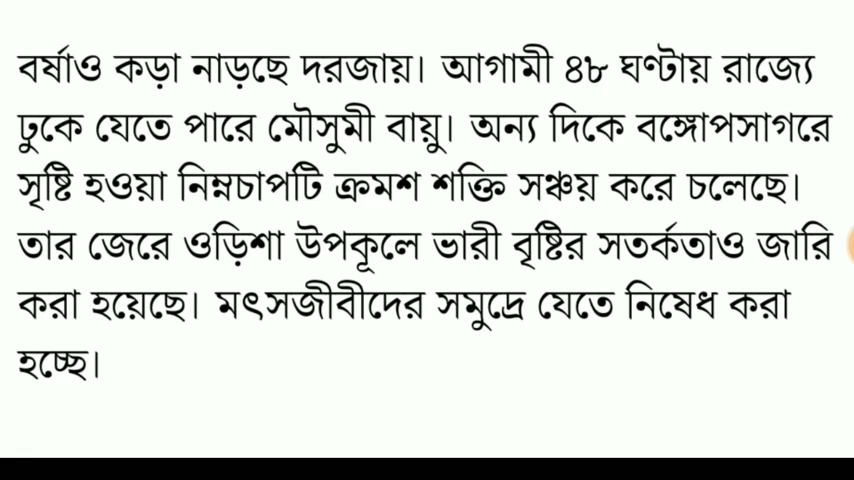 বর্ষাও কড়া নাড়ছে দরজায়। আগামী ৪৮ ঘণ্টায় রাজ্যে
ঢুকে যেতে পারে মৌসুমী বায়ু। অন্য দিকে বঙ্গোপসাগরে
সৃষ্টি হওয়া নিম্নচাপটি ক্রমশ শক্তি সঞ্চয় করে চলেছে।
তার জেরে ওড়িশা উপকূলে ভারী বৃষ্টির সতর্কতাও জারি
করা হয়েছে। মৎসজীবীদের সমুদ্রে যেতে নিষেধ করা
হচ্ছে।